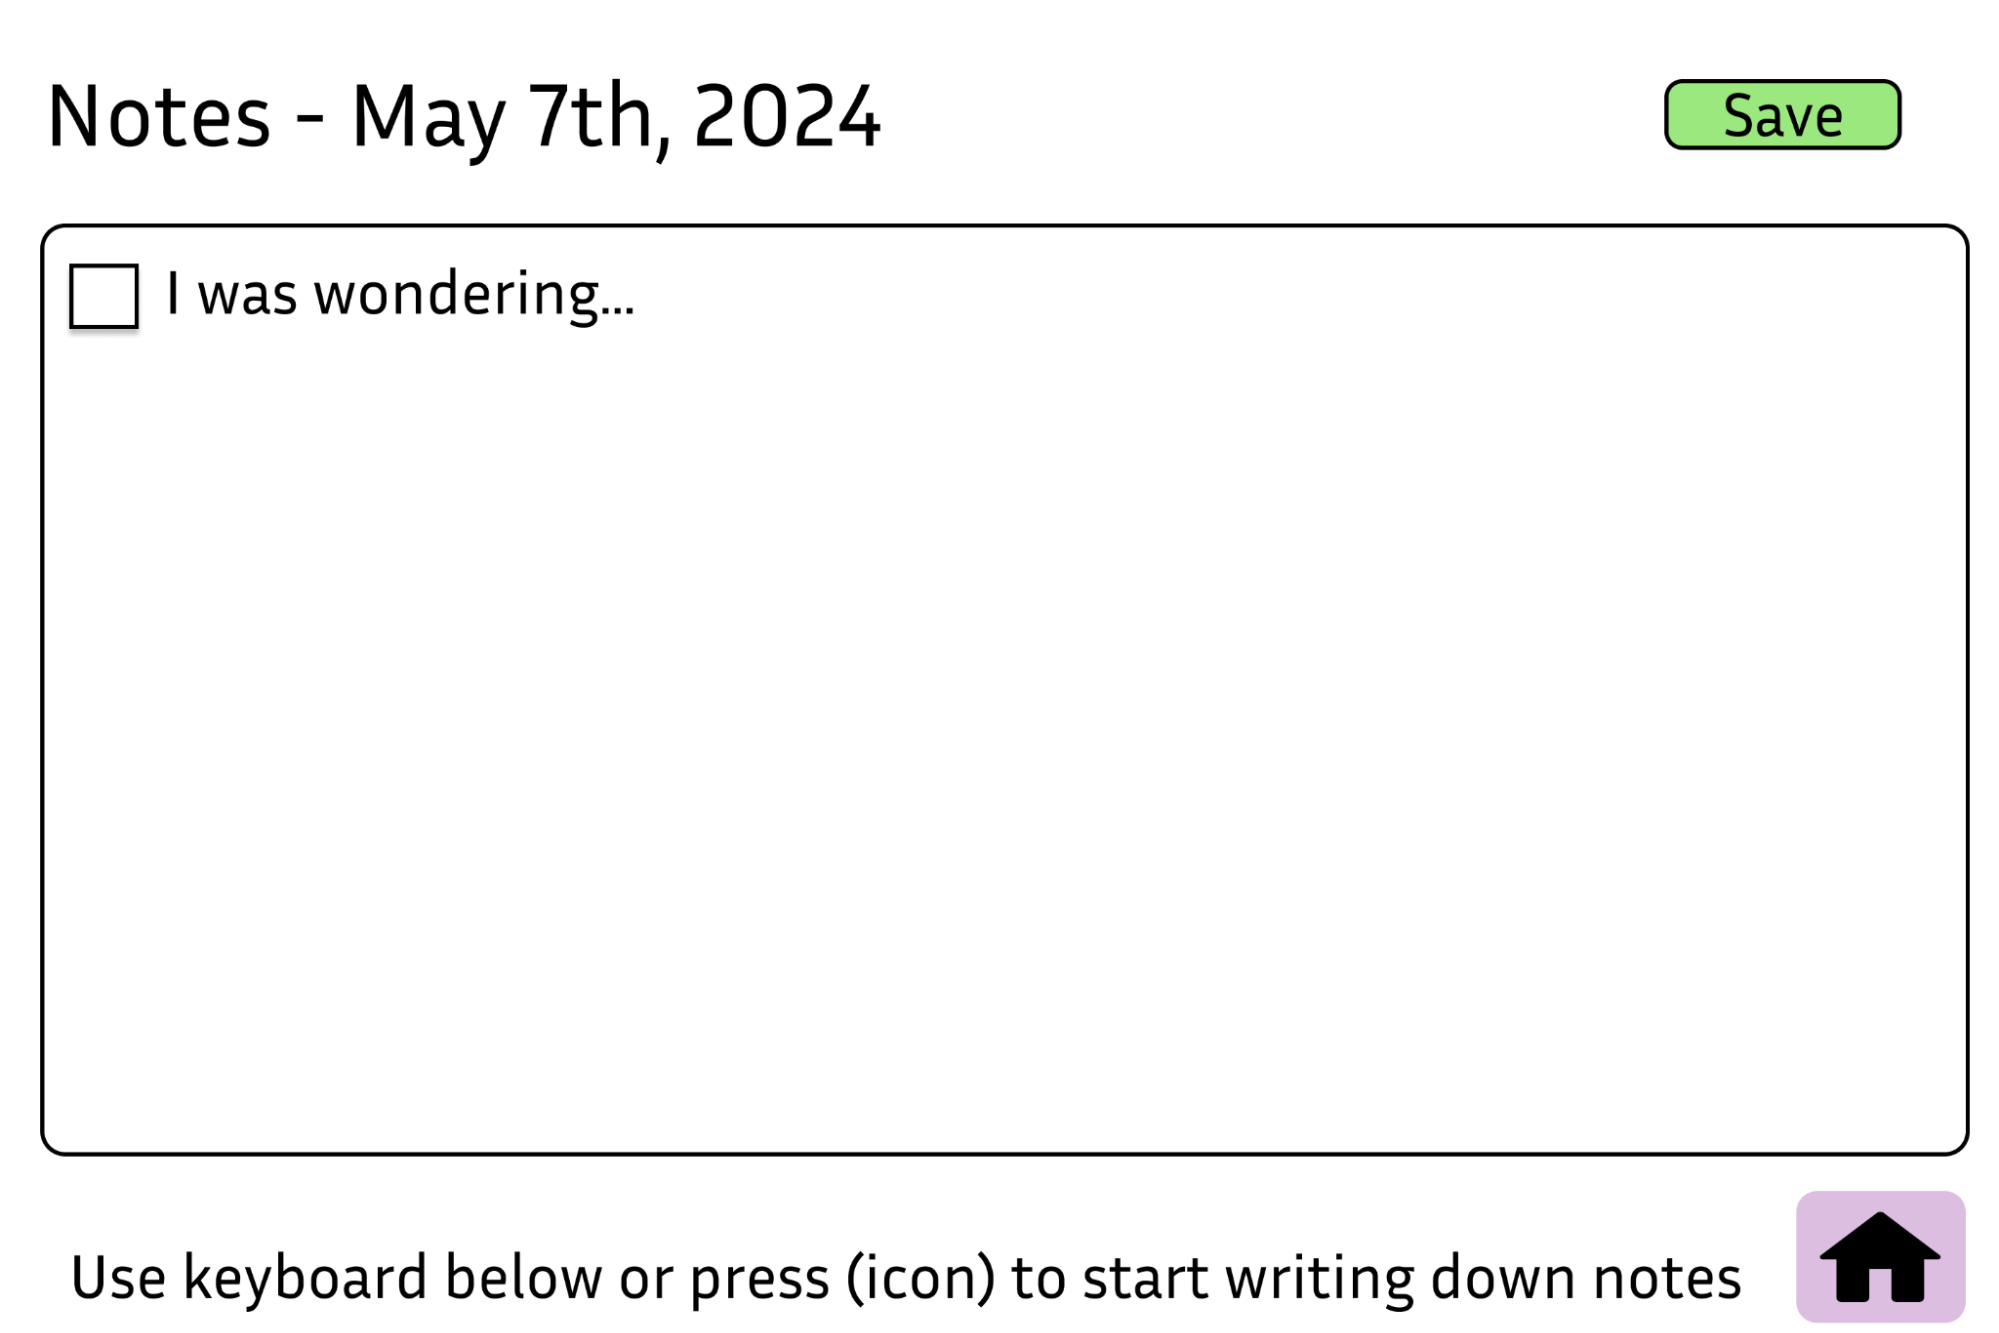 Notes - May 7th, 2024
Save
I was wondering...
Use keyboard below or press (icon) to start writing down notes